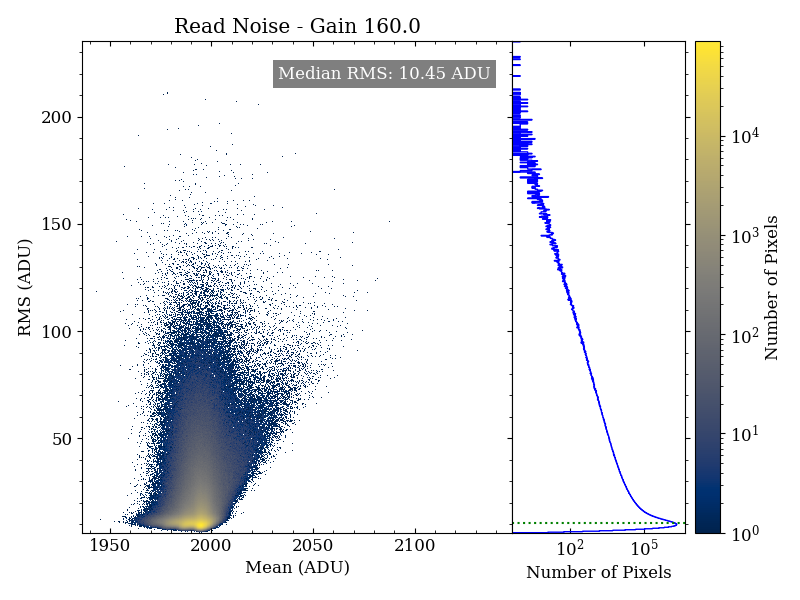 Read Noise - Gain 160.0
Median RMS: 10.45 ADU
RMS (ADU)
200
150
100
50
1950
2000
2050
2100
Mean (ADU)
10^2
10^5
Number of Pixels
10^4
10^3
10^2
10^1
10^0
Number of Pixels